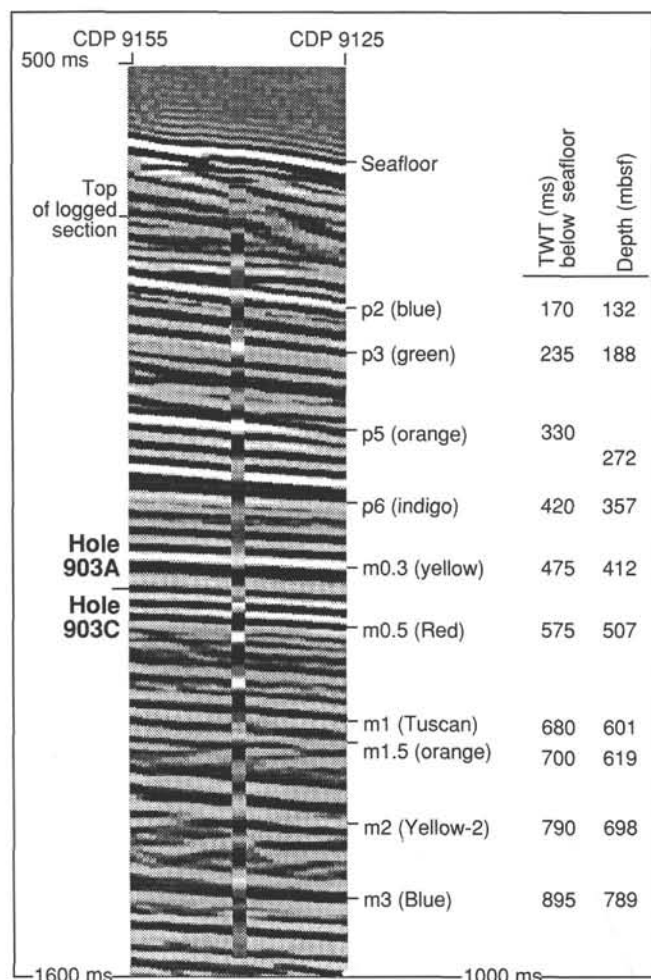 CDP 9155 CDP 9125
500 ms
TWT (ms)
below seafloor
Depth (mbsf)
Seafloor
Top
of logged
section
p2 (blue) 170 132
p3 (green) 235 188
p5 (orange) 330
272
p6 (indigo) 420 357
Hole
903A
m0.3 (yellow) 475 412
Hole
903C
m0.5 (Red) 575 507
m1 (Tuscan) 680 601
m1.5 (orange) 700 619
m2 (Yellow-2) 790 698
m3 (Blue) 895 789
1600 ms 1000 ms